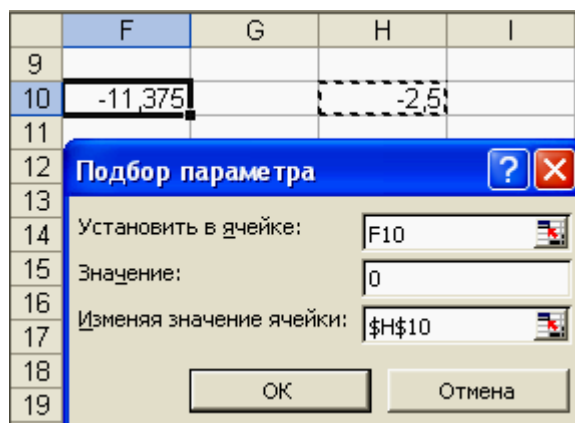 F G H I
9
10 -11,375 -2,5
11
12 Подбор параметра
13
14 Установить в ячейке: F10
15 Значение: 0
16
17 Изменяя значение ячейки: $H$10
18
19 ОК Отмена